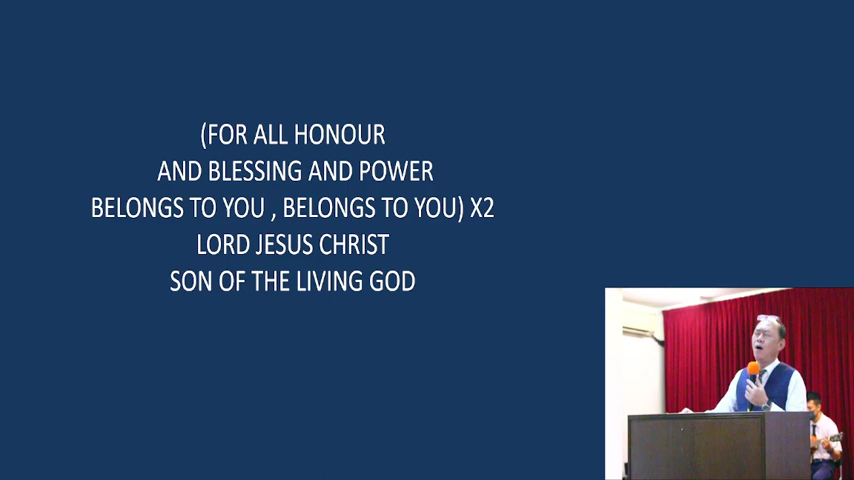 (FOR ALL HONOUR
AND BLESSING AND POWER
BELONGS TO YOU , BELONGS TO YOU) X2
LORD JESUS CHRIST
SON OF THE LIVING GOD